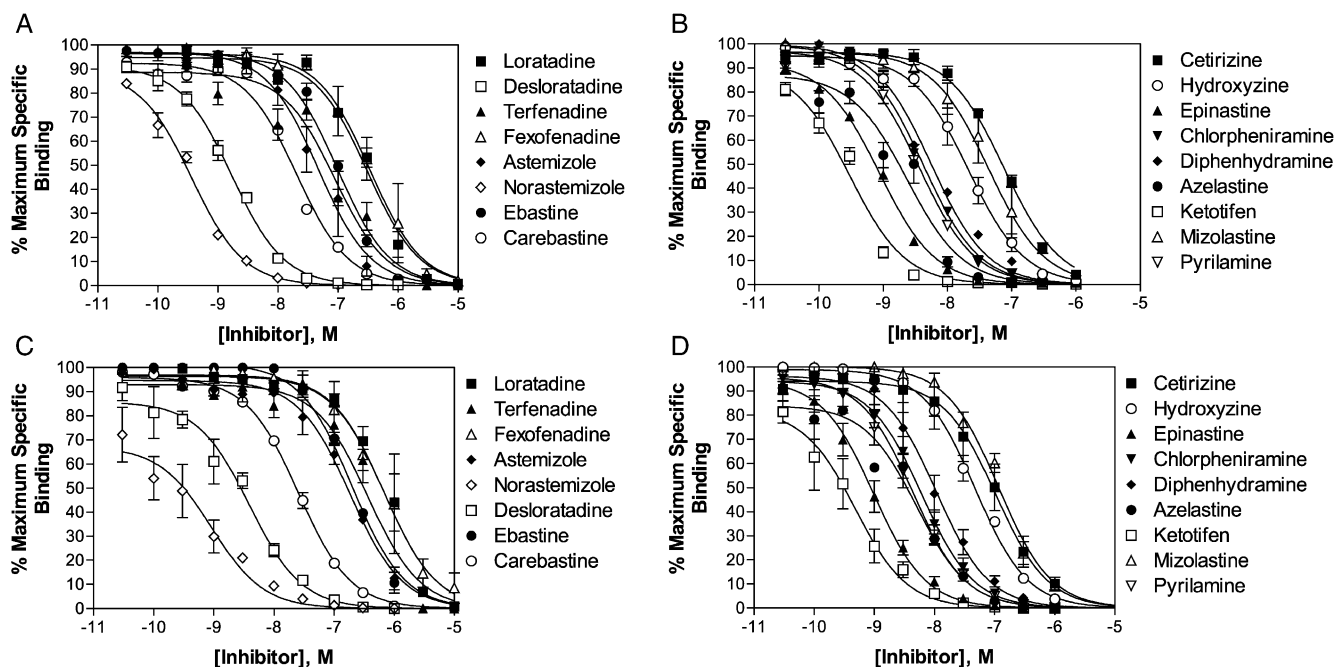 A
% Maximum Specific
Binding
100
90
80
70
60
50
40
30
20
10
0
-11 -10 -9 -8 -7 -6 -5
[Inhibitor], M
Loratadine
Desloratadine
Terfenadine
Fexofenadine
Astemizole
Norastemizole
Ebastine
Carebastine
B
% Maximum Specific
Binding
100
90
80
70
60
50
40
30
20
10
0
-11 -10 -9 -8 -7 -6 -5
[Inhibitor], M
Cetirizine
Hydroxyzine
Epinastine
Chlorpheniramine
Diphenhydramine
Azelastine
Ketotifen
Mizolastine
Pyrilamine
C
% Maximum Specific
Binding
100
90
80
70
60
50
40
30
20
10
0
-11 -10 -9 -8 -7 -6 -5
[Inhibitor], M
Loratadine
Terfenadine
Fexofenadine
Astemizole
Norastemizole
Desloratadine
Ebastine
Carebastine
D
% Maximum Specific
Binding
100
90
80
70
60
50
40
30
20
10
0
-11 -10 -9 -8 -7 -6 -5
[Inhibitor], M
Cetirizine
Hydroxyzine
Epinastine
Chlorpheniramine
Diphenhydramine
Azelastine
Ketotifen
Mizolastine
Pyrilamine